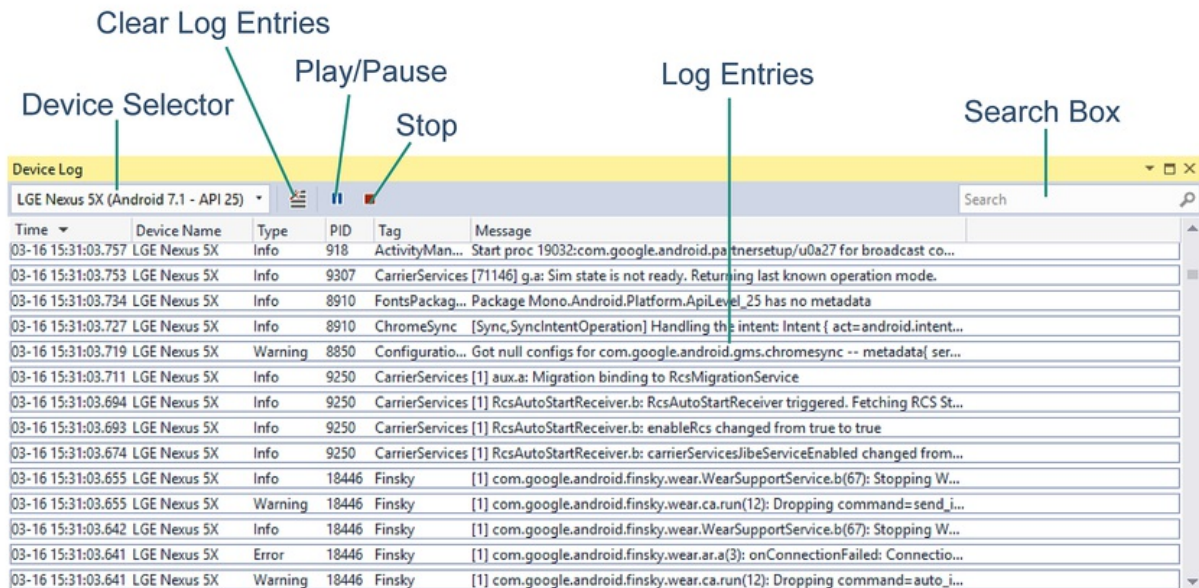 Clear Log Entries
Play/Pause
Log Entries
Device Selector
Stop
Search Box
Device Log
LGE Nexus 5X (Android 7.1 - API 25)
Search
Time Device Name Type PID Tag Message
03-16 15:31:03.757 LGE Nexus 5X Info 918 ActivityMan... Start proc 19032:com.google.android.partnersetup/u0a27 for broadcast co...
03-16 15:31:03.753 LGE Nexus 5X Info 9307 CarrierServices [71146] g.a: Sim state is not ready. Returning last known operation mode.
03-16 15:31:03.734 LGE Nexus 5X Info 8910 FontsPackag... Package Mono.Android.Platform.ApiLevel_25 has no metadata
03-16 15:31:03.727 LGE Nexus 5X Info 8910 ChromeSync [Sync,SyncIntentOperation] Handling the intent: Intent { act=android.intent...
03-16 15:31:03.719 LGE Nexus 5X Warning 8850 Configuratio... Got null configs for com.google.android.gms.chromesync -- metadata{ ser...
03-16 15:31:03.711 LGE Nexus 5X Info 9250 CarrierServices [1] aux.a: Migration binding to RcsMigrationService
03-16 15:31:03.694 LGE Nexus 5X Info 9250 CarrierServices [1] RcsAutoStartReceiver.b: RcsAutoStartReceiver triggered. Fetching RCS St...
03-16 15:31:03.693 LGE Nexus 5X Info 9250 CarrierServices [1] RcsAutoStartReceiver.b: enableRcs changed from true to true
03-16 15:31:03.674 LGE Nexus 5X Info 9250 CarrierServices [1] RcsAutoStartReceiver.b: carrierServicesJibeServiceEnabled changed from...
03-16 15:31:03.655 LGE Nexus 5X Info 18446 Finsky [1] com.google.android.finsky.wear.WearSupportService.b(67): Stopping W...
03-16 15:31:03.655 LGE Nexus 5X Warning 18446 Finsky [1] com.google.android.finsky.wear.ca.run(12): Dropping command=send_i...
03-16 15:31:03.642 LGE Nexus 5X Info 18446 Finsky [1] com.google.android.finsky.wear.WearSupportService.b(67): Stopping W...
03-16 15:31:03.641 LGE Nexus 5X Error 18446 Finsky [1] com.google.android.finsky.wear.ar.a(3): onConnectionFailed: Connectio...
03-16 15:31:03.641 LGE Nexus 5X Warning 18446 Finsky [1] com.google.android.finsky.wear.ca.run(12): Dropping command=auto_i...